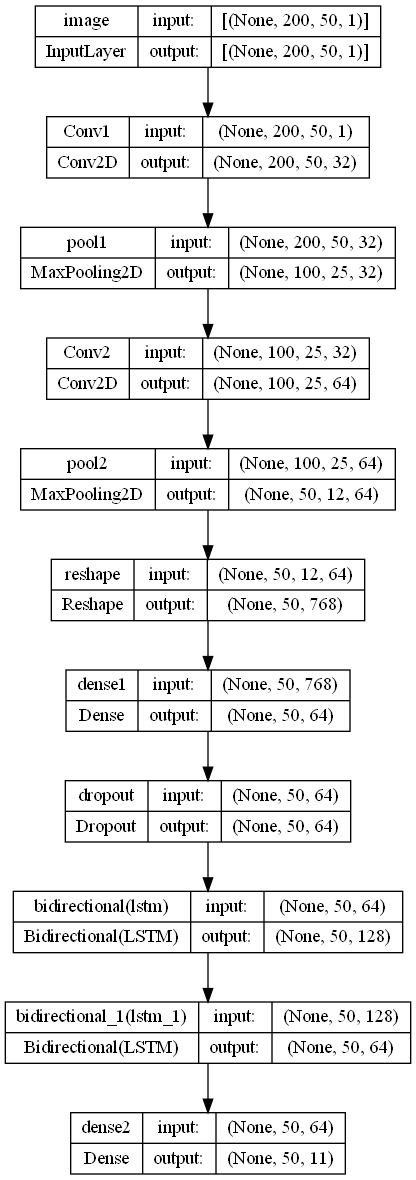 image input: [(None, 200, 50, 1)]
InputLayer output: [(None, 200, 50, 1)]
Conv1 input: (None, 200, 50, 1)
Conv2D output: (None, 200, 50, 32)
pool1 input: (None, 200, 50, 32)
MaxPooling2D output: (None, 100, 25, 32)
Conv2 input: (None, 100, 25, 32)
Conv2D output: (None, 100, 25, 64)
pool2 input: (None, 100, 25, 64)
MaxPooling2D output: (None, 50, 12, 64)
reshape input: (None, 50, 12, 64)
Reshape output: (None, 50, 768)
dense1 input: (None, 50, 768)
Dense output: (None, 50, 64)
dropout input: (None, 50, 64)
Dropout output: (None, 50, 64)
bidirectional(lstm) input: (None, 50, 64)
Bidirectional(LSTM) output: (None, 50, 128)
bidirectional_1(lstm_1) input: (None, 50, 128)
Bidirectional(LSTM) output: (None, 50, 64)
dense2 input: (None, 50, 64)
Dense output: (None, 50, 11)